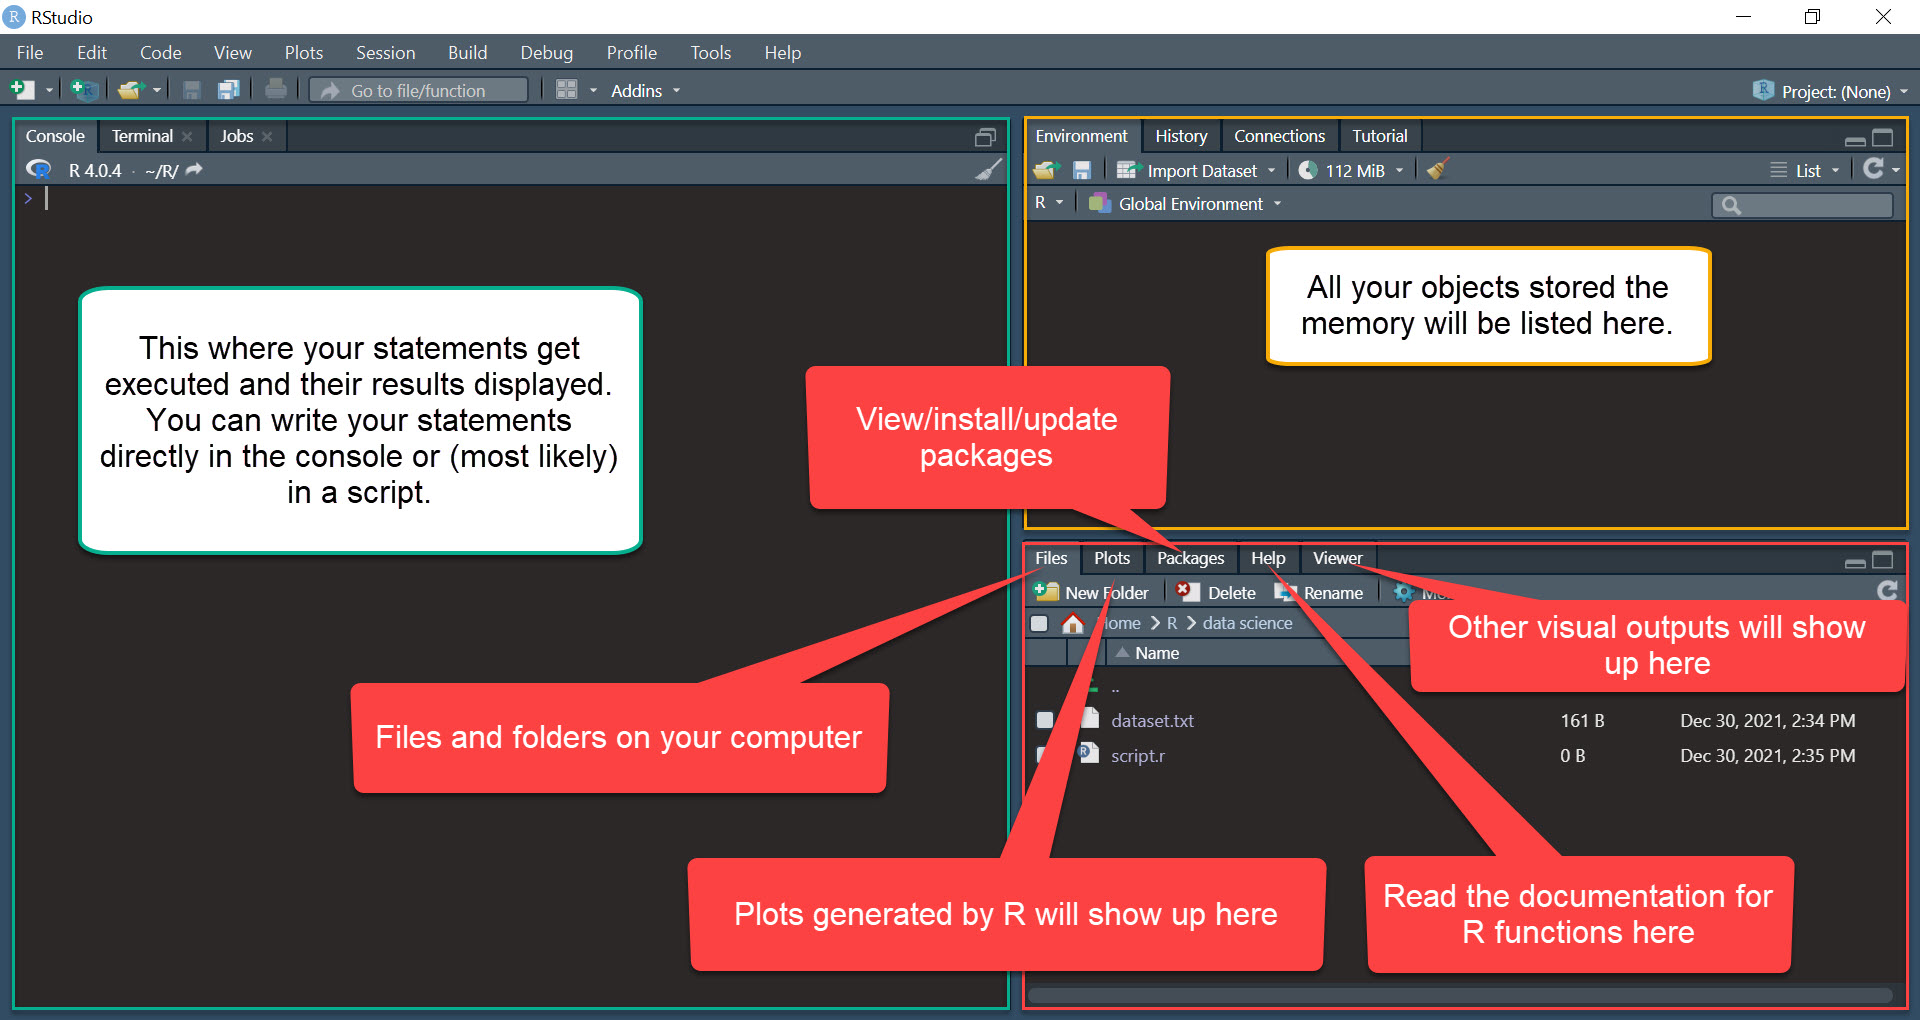 RStudio
File Edit Code View Plots Session Build Debug Profile Tools Help
Go to file/function Addins Project: (None)
Console Terminal Jobs
R 4.0.4 · ~/R/
>
This where your statements get
executed and their results displayed.
You can write your statements
directly in the console or (most likely)
in a script.
Environment History Connections Tutorial
Import Dataset 112 MiB List
R Global Environment
All your objects stored the
memory will be listed here.
View/install/update
packages
Files Plots Packages Help Viewer
New Folder Delete Rename
R data science
Name
..
dataset.txt 161 B Dec 30, 2021, 2:34 PM
script.r 0 B Dec 30, 2021, 2:35 PM
Other visual outputs will show
up here
Files and folders on your computer
Plots generated by R will show up here
Read the documentation for
R functions here